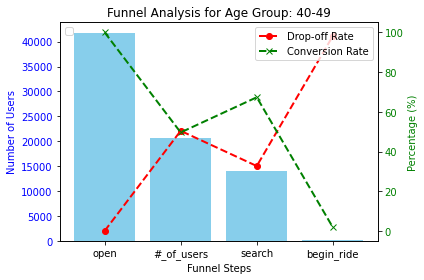 Funnel Analysis for Age Group: 40-49
Drop-off Rate
Conversion Rate
Number of Users
40000
35000
30000
25000
20000
15000
10000
5000
0
100
80
60
40
20
0
Percentage (%)
open
#_of_users
search
begin_ride
Funnel Steps